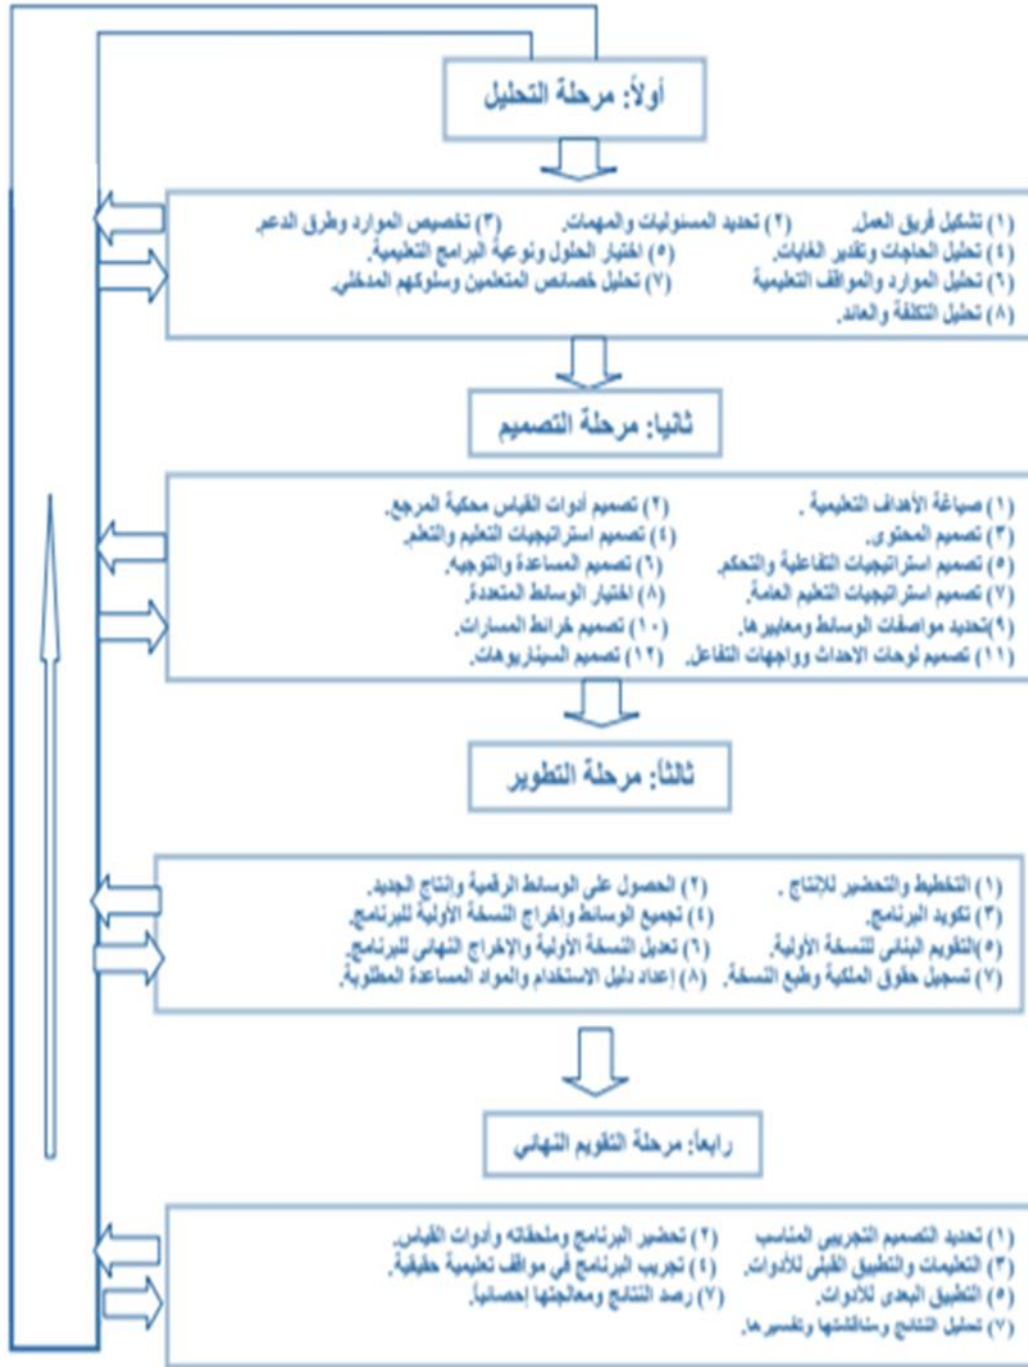 أولاً: مرحلة التحليل
(١) تشكيل فريق العمل. (٢) تحديد المسئوليات والمهمات. (٣) تخصيص الموارد وطرق الدعم.
(٤) تحليل الحاجات وتقدير الغايات. (٥) اختيار الحلول ونوعية البرامج التعليمية.
(٦) تحليل الموارد والمواقف التعليمية (٧) تحليل خصائص المتعلمين وسلوكهم المدخلي.
(٨) تحليل التكلفة والعائد.
ثانيا: مرحلة التصميم
(١) صياغة الأهداف التعليمية . (٢) تصميم أدوات القياس محكية المرجع.
(٣) تصميم المحتوى. (٤) تصميم استراتيجيات التعليم والتعلم.
(٥) تصميم استراتيجيات التفاعلية والتحكم. (٦) تصميم المساعدة والتوجيه.
(٧) تصميم استراتيجيات التعليم العامة. (٨) اختيار الوسائط المتعددة.
(٩)تحديد مواصفات الوسائط ومعاييرها. (١٠) تصميم خرائط المسارات.
(١١) تصميم لوحات الاحداث وواجهات التفاعل. (١٢) تصميم السيناريوهات.
ثالثاً: مرحلة التطوير
(١) التخطيط والتحضير للإنتاج . (٢) الحصول على الوسائط الرقمية وإنتاج الجديد.
(٣) تكويد البرنامج. (٤) تجميع الوسائط وإخراج النسخة الأولية للبرنامج.
(٥)التقويم البنائى للنسخة الأولية. (٦) تعديل النسخة الأولية والاخراج النهائى للبرنامج.
(٧) تسجيل حقوق الملكية وطبع النسخة. (٨) إعداد دليل الاستخدام والمواد المساعدة المطلوبة.
رابعاً: مرحلة التقويم النهائي
(١) تحديد التصميم التجريبى المناسب (٢) تحضير البرنامج وملحقاته وأدوات القياس.
(٣) التعليمات والتطبيق القبلى للأدوات. (٤) تجريب البرنامج في مواقف تعليمية حقيقية.
(٥) التطبيق البعدى للأدوات. (٧) رصد النتائج ومعالجتها إحصائياً.
(٧) تحليل النتائج ومناقشتها وتفسيرها.